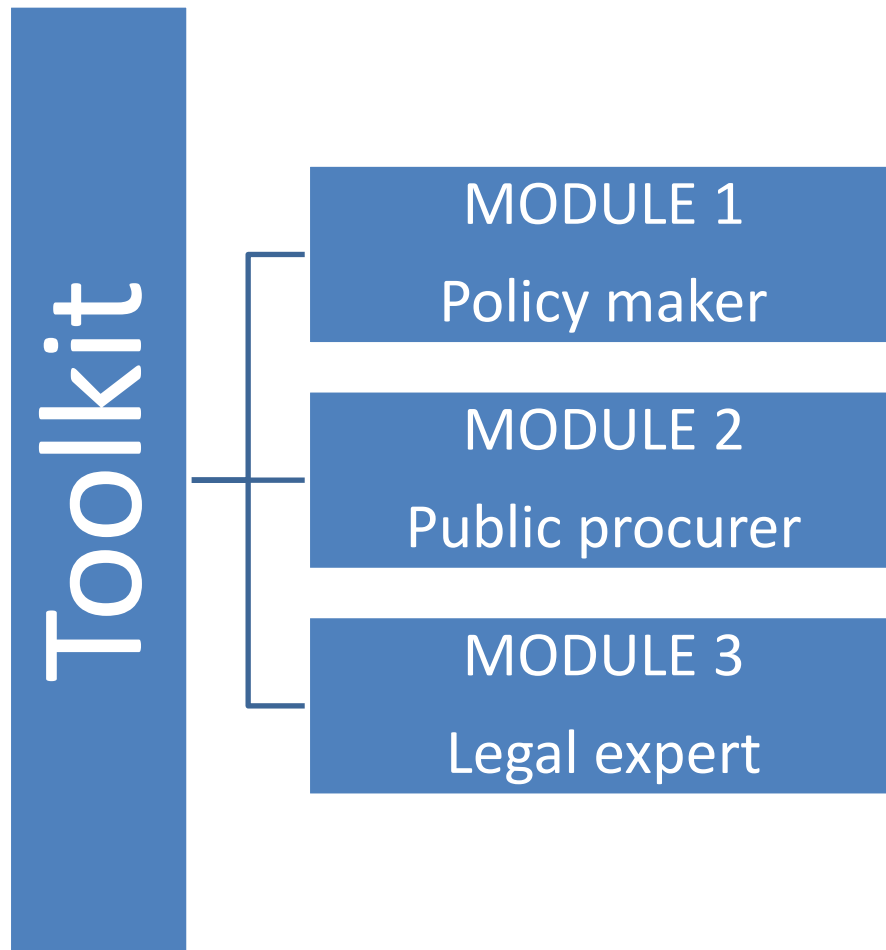 Toolkit
MODULE 1
Policy maker
MODULE 2
Public procurer
MODULE 3
Legal expert